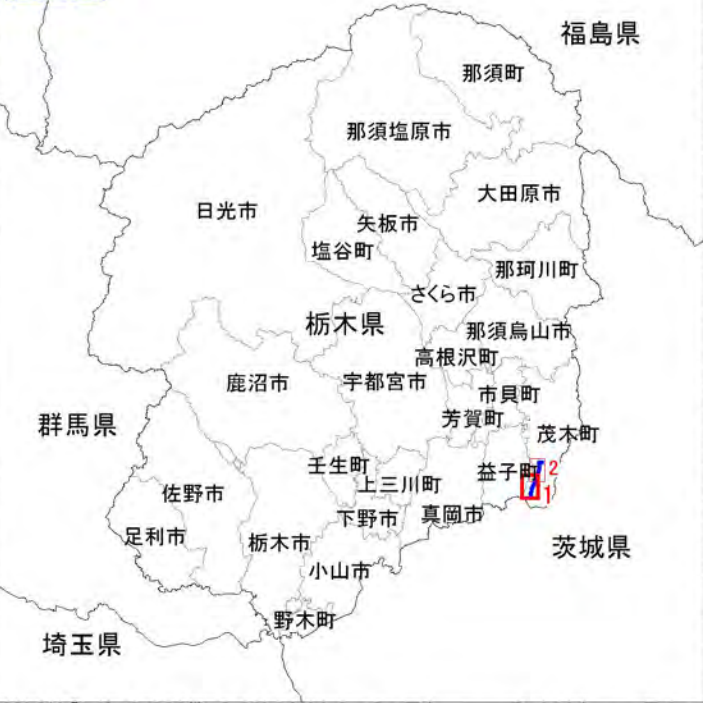 福島県
那須町
那須塩原市
大田原市
日光市
矢板市
塩谷町
那珂川町
さくら市
栃木県
那須烏山市
高根沢町
鹿沼市
宇都宮市
市貝町
芳賀町
群馬県
茂木町
壬生町
益子町
2
上三川町
佐野市
1
下野市
真岡市
足利市
栃木市
茨城県
小山市
野木町
埼玉県